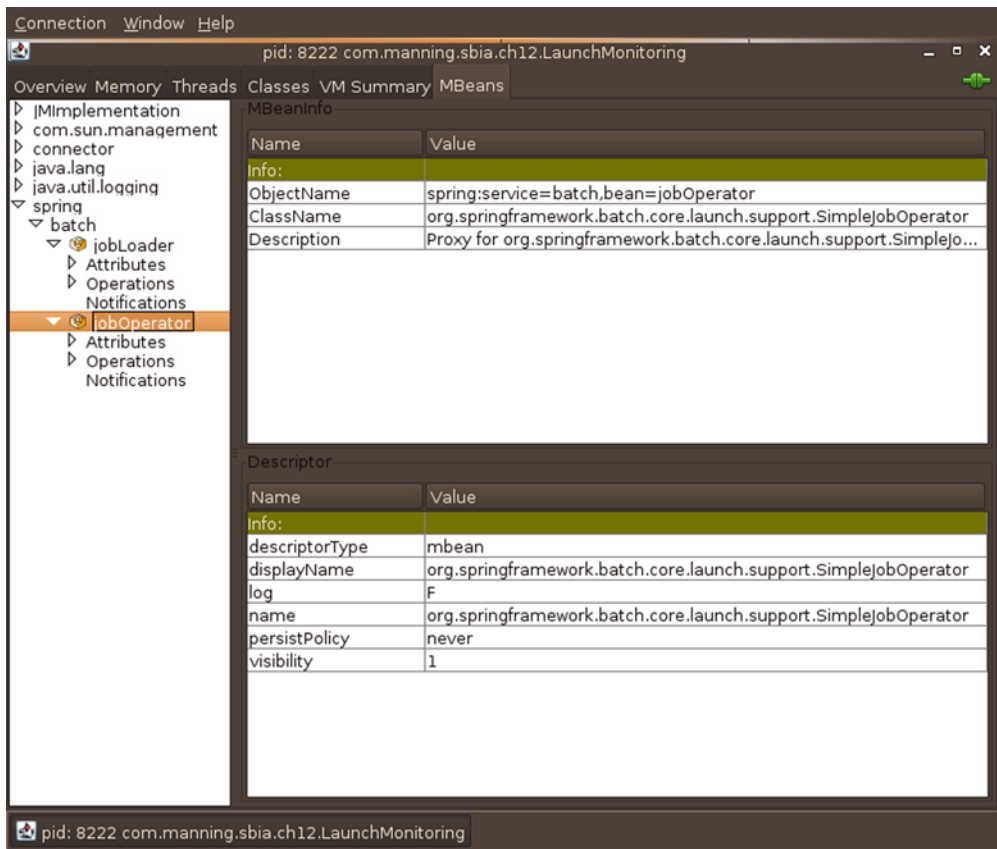 Connection Window Help
pid: 8222 com.manning.sbia.ch12.LaunchMonitoring
Overview Memory Threads Classes VM Summary MBeans
JMImplementation
com.sun.management
connector
java.lang
java.util.logging
spring
batch
jobLoader
Attributes
Operations
Notifications
jobOperator
Attributes
Operations
Notifications
MBeanInfo
Name Value
Info:
ObjectName spring:service=batch,bean=jobOperator
ClassName org.springframework.batch.core.launch.support.SimpleJobOperator
Description Proxy for org.springframework.batch.core.launch.support.SimpleJo...
Descriptor
Name Value
Info:
descriptorType mbean
displayName org.springframework.batch.core.launch.support.SimpleJobOperator
log F
name org.springframework.batch.core.launch.support.SimpleJobOperator
persistPolicy never
visibility 1
pid: 8222 com.manning.sbia.ch12.LaunchMonitoring